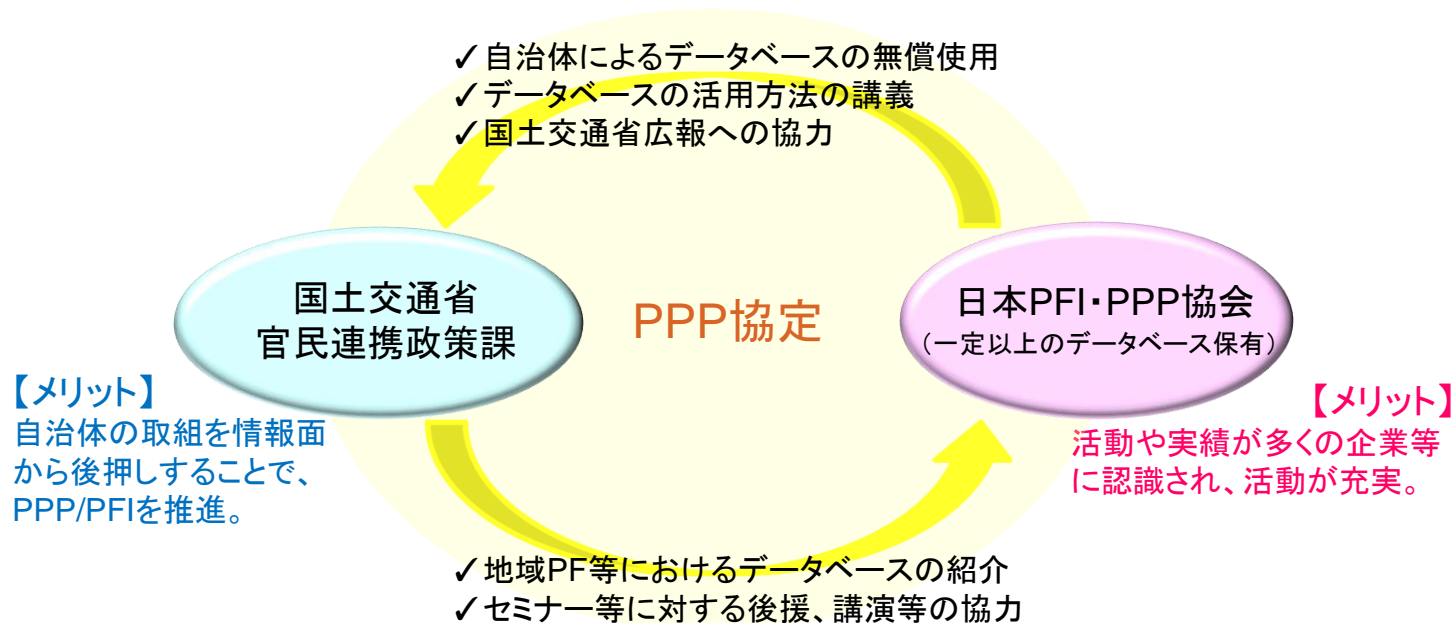 ✓自治体によるデータベースの無償使用
✓データベースの活用方法の講義
✓国土交通省広報への協力
国土交通省
官民連携政策課
PPP協定
日本PFI・PPP協会
(一定以上のデータベース保有)
【メリット】
自治体の取組を情報面
から後押しすることで、
PPP/PFIを推進。
【メリット】
活動や実績が多くの企業等
に認識され、活動が充実。
✓地域PF等におけるデータベースの紹介
✓セミナー等に対する後援、講演等の協力